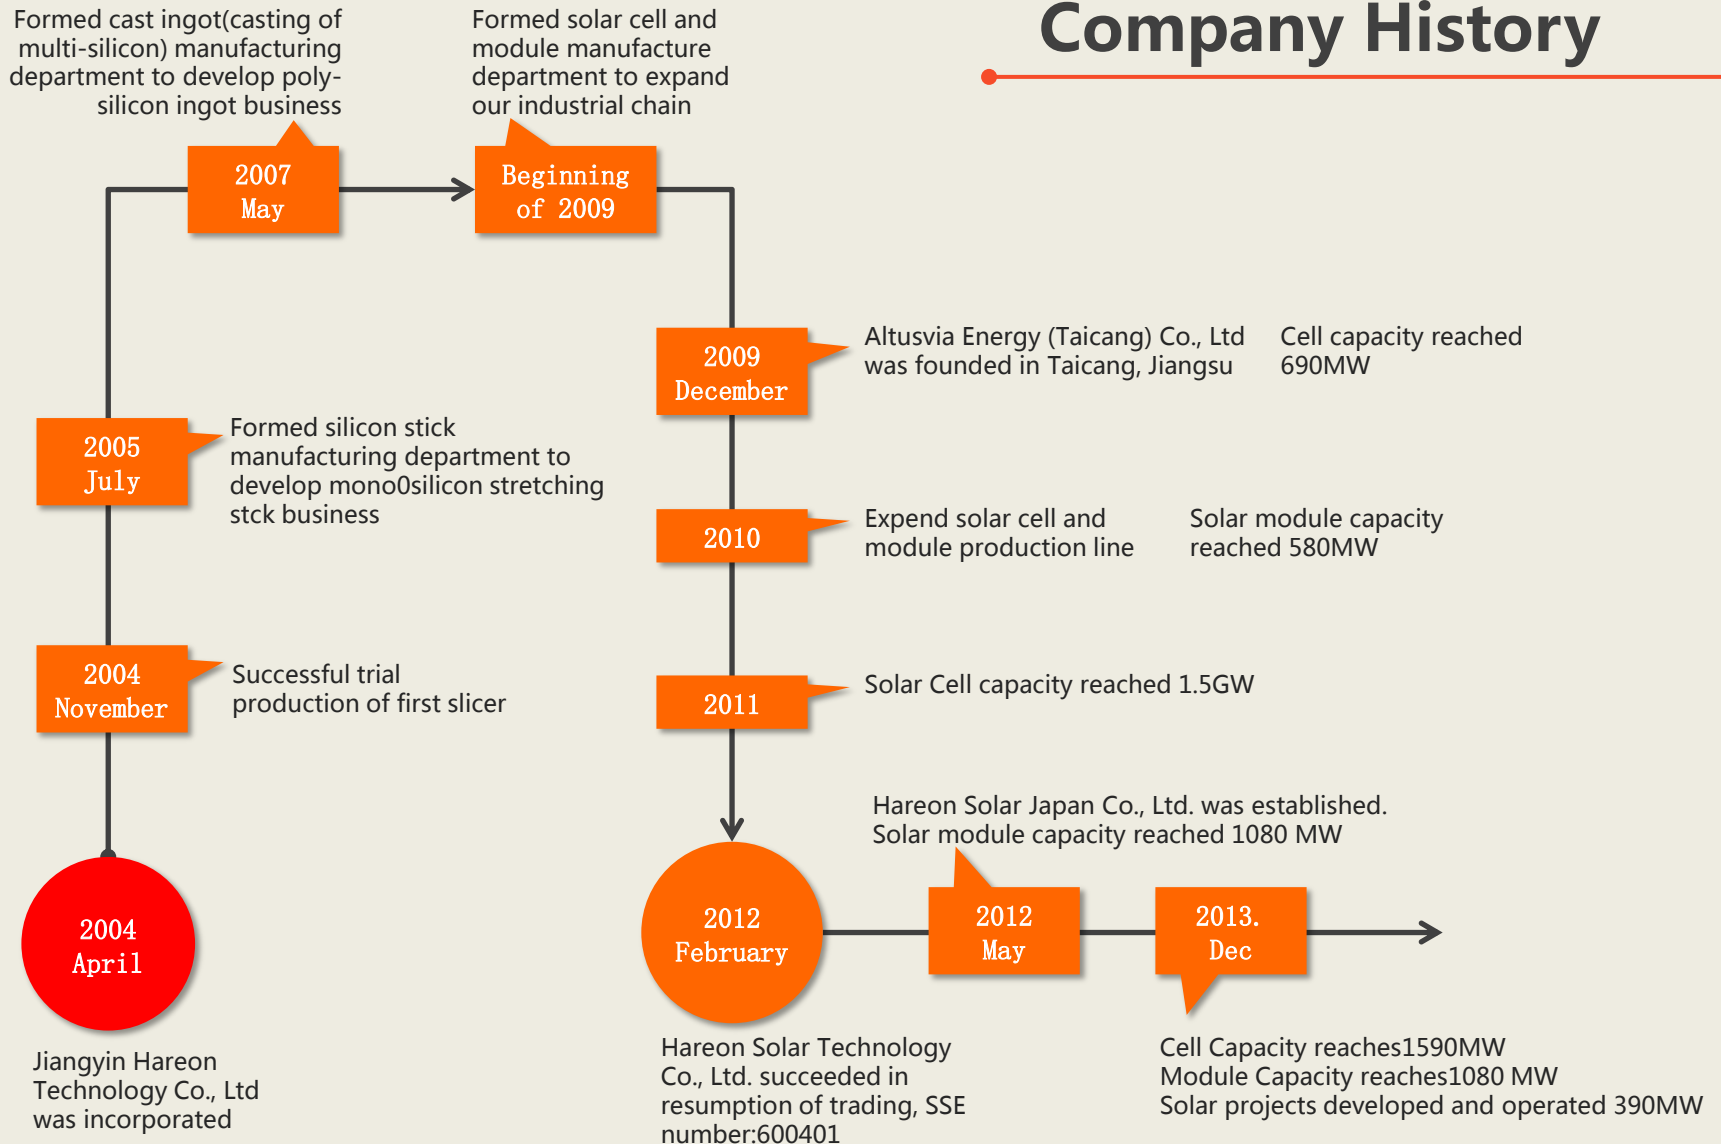 Company History
Jiangyin Hareon
Technology Co., Ltd
was incorporated
2004
April
2004
November
Successful trial
production of first slicer
2005
July
Formed silicon stick
manufacturing department to
develop mono0silicon stretching
stck business
Formed cast ingot(casting of
multi-silicon) manufacturing
department to develop poly-
silicon ingot business
2007
May
Formed solar cell and
module manufacture
department to expand
our industrial chain
Beginning
of 2009
2009
December
Altusvia Energy (Taicang) Co., Ltd
was founded in Taicang, Jiangsu
Cell capacity reached
690MW
2010
Expend solar cell and
module production line
Solar module capacity
reached 580MW
2011
Solar Cell capacity reached 1.5GW
2012
February
Hareon Solar Technology
Co., Ltd. succeeded in
resumption of trading, SSE
number:600401
Hareon Solar Japan Co., Ltd. was established.
Solar module capacity reached 1080 MW
2012
May
2013.
Dec
Cell Capacity reaches1590MW
Module Capacity reaches1080 MW
Solar projects developed and operated 390MW